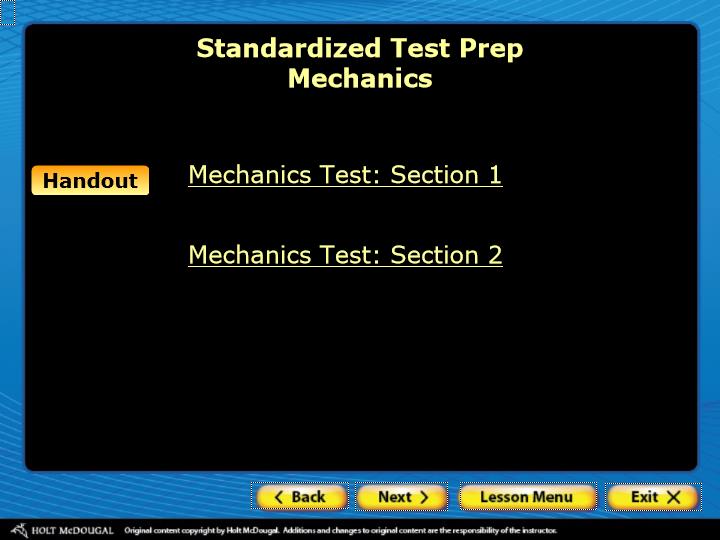 Standardized Test Prep
Mechanics
Handout
Mechanics Test: Section 1
Mechanics Test: Section 2
Back
Next
Lesson Menu
Exit
HOLT McDOUGAL
Original content copyright by Holt McDougal. Additions and changes to original content are the responsibility of the instructor.